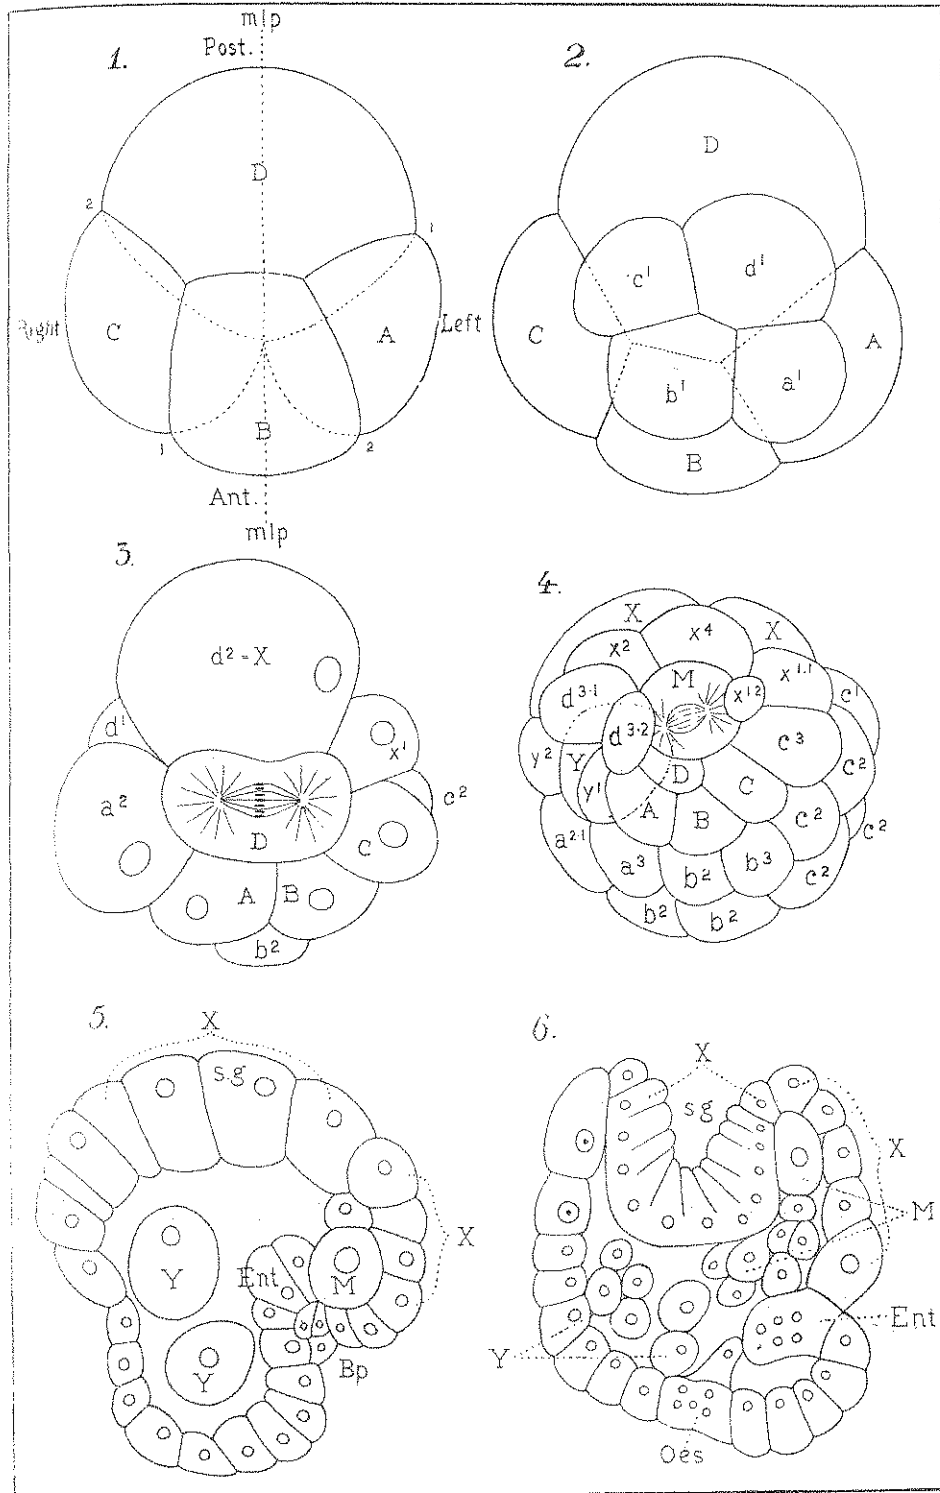 1.
mlp
Post.
D
2
1
Right
C
A
Left
B
1
2
Ant.
mlp
2.
D
c¹
d¹
C
A
b¹
a¹
B
3.
d² = X
d¹
x¹
a²
c²
D
C
A
B
b²
4.
X
x⁴
X
x²
x¹·¹
M
x¹·²
c¹
d³·¹
d³·²
c³
y²
Y
D
c²
y¹
C
A
B
c²
a²·¹
c²
a³
b²
b³
c²
b²
b²
5.
X
s.g
X
Y
Ent
M
Y
Bp
6.
X
sg
X
M
Ent
Y
Oes